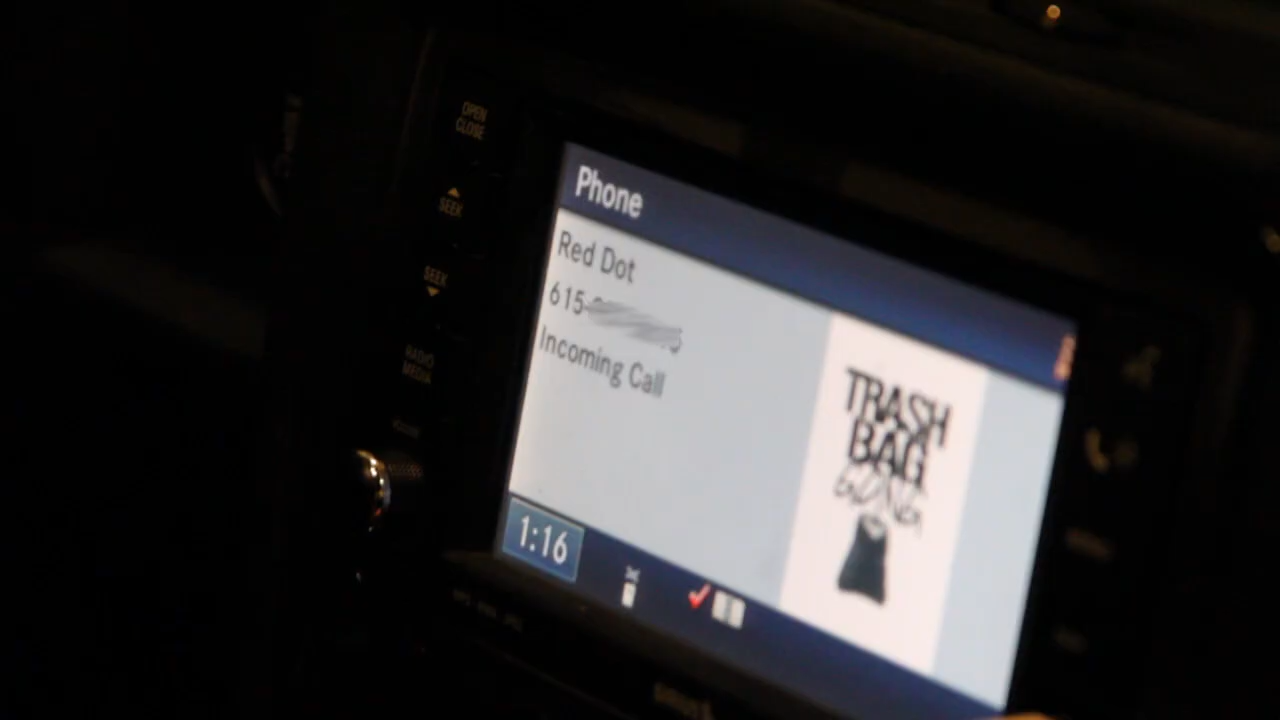 OPEN
CLOSE
SEEK
SEEK
RADIO
MEDIA
Phone
Red Dot
615-
Incoming Call
TRASH
BAG
GANG
1:16